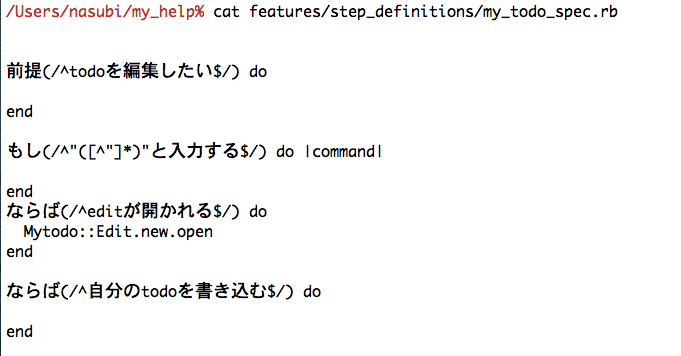 /Users/nasubi/my_help% cat features/step_definitions/my_todo_spec.rb
前提(/^todoを編集したい$/) do
end
もし(/^"([^"]*)"と入力する$/) do |command|
end
ならば(/^editが開かれる$/) do
  Mytodo::Edit.new.open
end
ならば(/^自分のtodoを書き込む$/) do
end